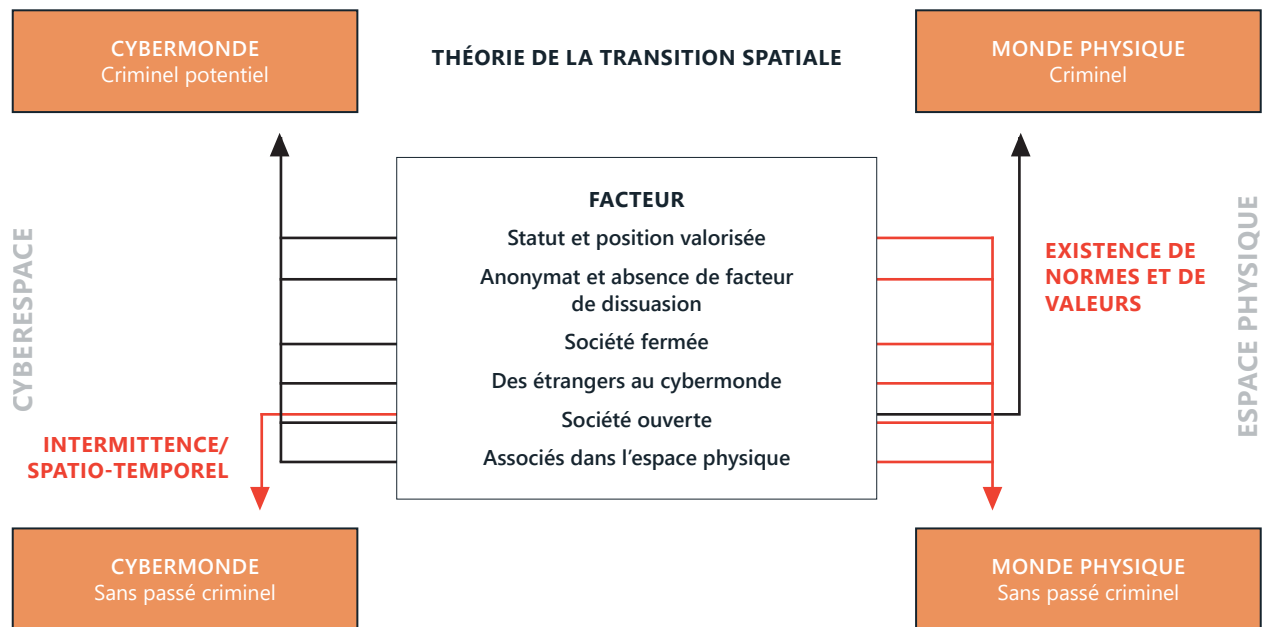 CYBERMONDE
Criminel potentiel
THÉORIE DE LA TRANSITION SPATIALE
MONDE PHYSIQUE
Criminel
CYBERESPACE
FACTEUR
Statut et position valorisée
Anonymat et absence de facteur
de dissuasion
Société fermée
Des étrangers au cybermonde
Société ouverte
Associés dans l'espace physique
EXISTENCE DE
NORMES ET DE
VALEURS
ESPACE PHYSIQUE
INTERMITTENCE/
SPATIO-TEMPOREL
CYBERMONDE
Sans passé criminel
MONDE PHYSIQUE
Sans passé criminel